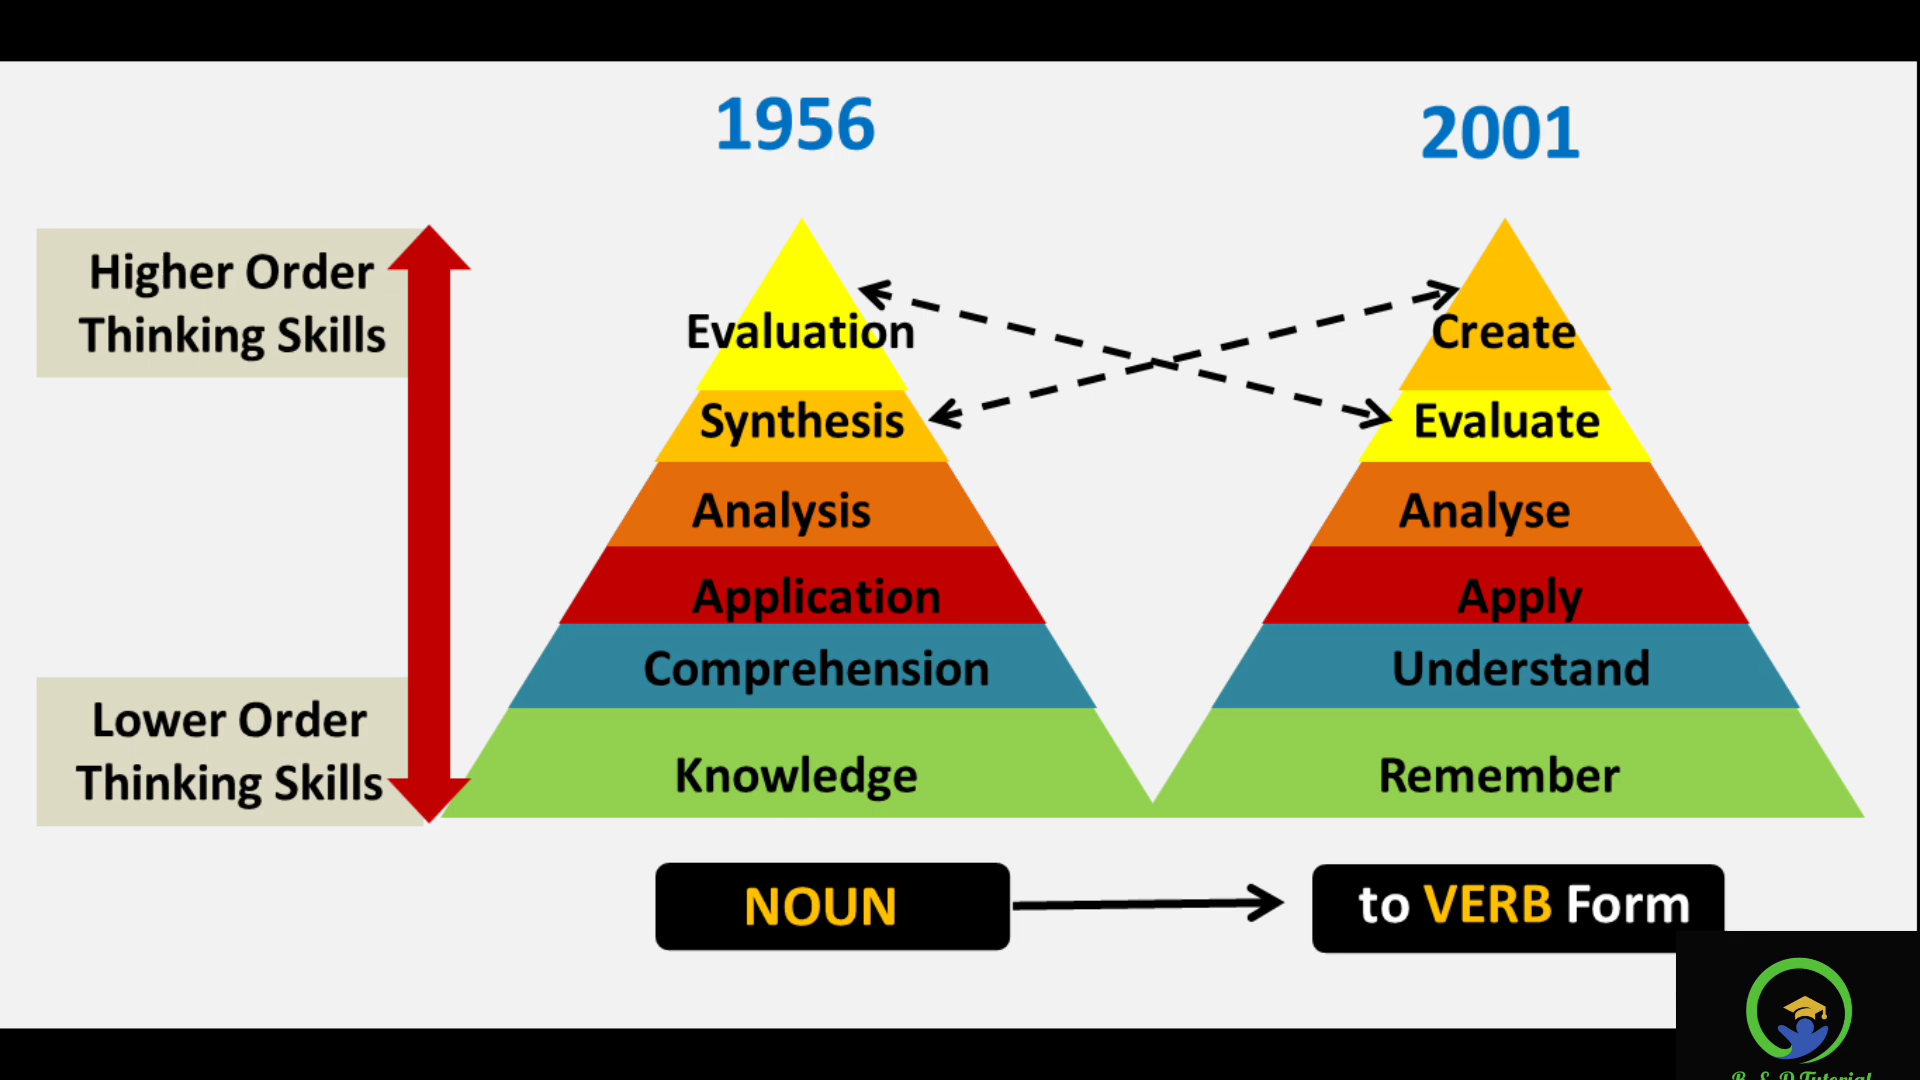 1956
2001
Higher Order
Thinking Skills
Evaluation
Create
Synthesis
Evaluate
Analysis
Analyse
Application
Apply
Comprehension
Understand
Lower Order
Thinking Skills
Knowledge
Remember
NOUN
to VERB Form
Tutorial